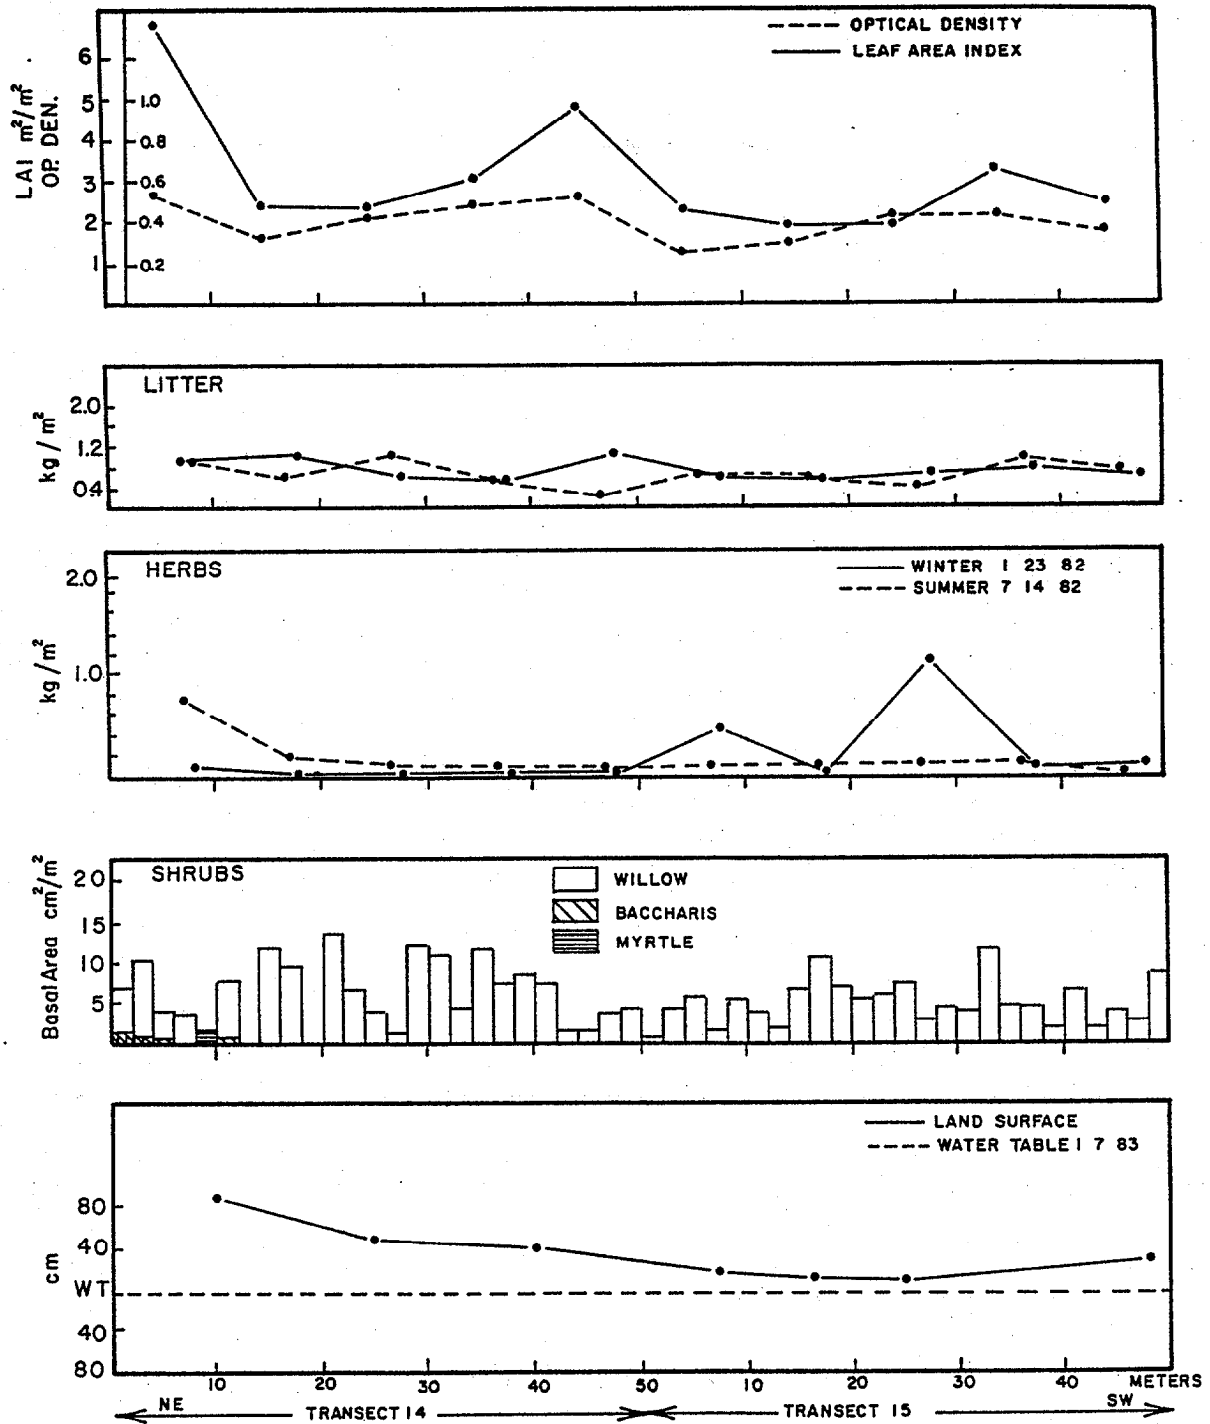 OPTICAL DENSITY
LEAF AREA INDEX
LAI m²/m²
OP. DEN.
6
5
4
3
2
1
1.0
0.8
0.6
0.4
0.2
LITTER
kg/m²
2.0
1.2
04
HERBS
WINTER 1 23 82
SUMMER 7 14 82
kg/m²
2.0
1.0
SHRUBS
WILLOW
BACCHARIS
MYRTLE
Basal Area cm²/m²
20
15
10
5
LAND SURFACE
WATER TABLE 1 7 83
cm
80
40
WT
40
80
10 20 30 40 50 10 20 30 40 METERS
NE TRANSECT 14 TRANSECT 15 SW